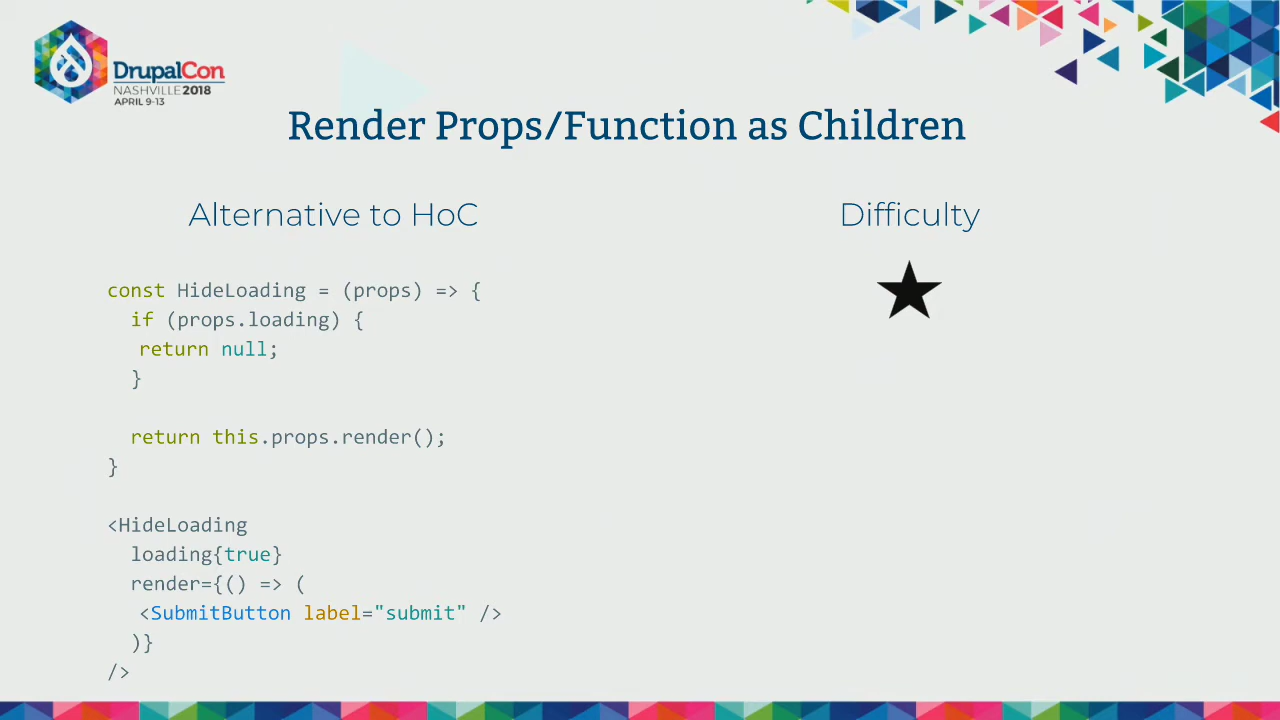 DrupalCon
NASHVILLE 2018
APRIL 9-13
Render Props/Function as Children
Alternative to HoC
Difficulty
const HideLoading = (props) => {
  if (props.loading) {
   return null;
  }

  return this.props.render();
}

<HideLoading
  loading{true}
  render={() => (
   <SubmitButton label="submit" />
  )}
/>